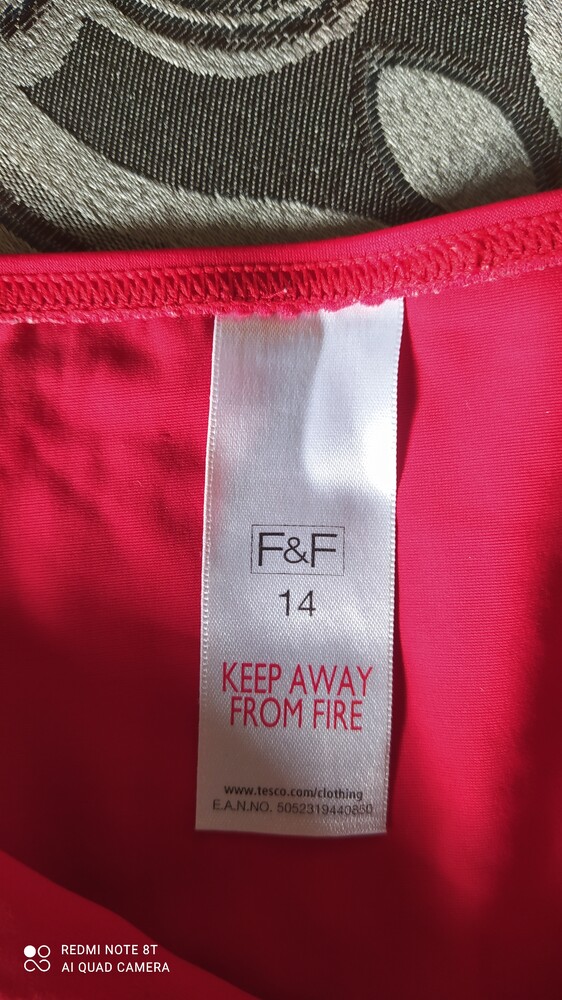 F&F
14
KEEP AWAY
FROM FIRE
www.tesco.com/clothing
E.A.N.NO. 5052319440850
REDMI NOTE 8T
AI QUAD CAMERA